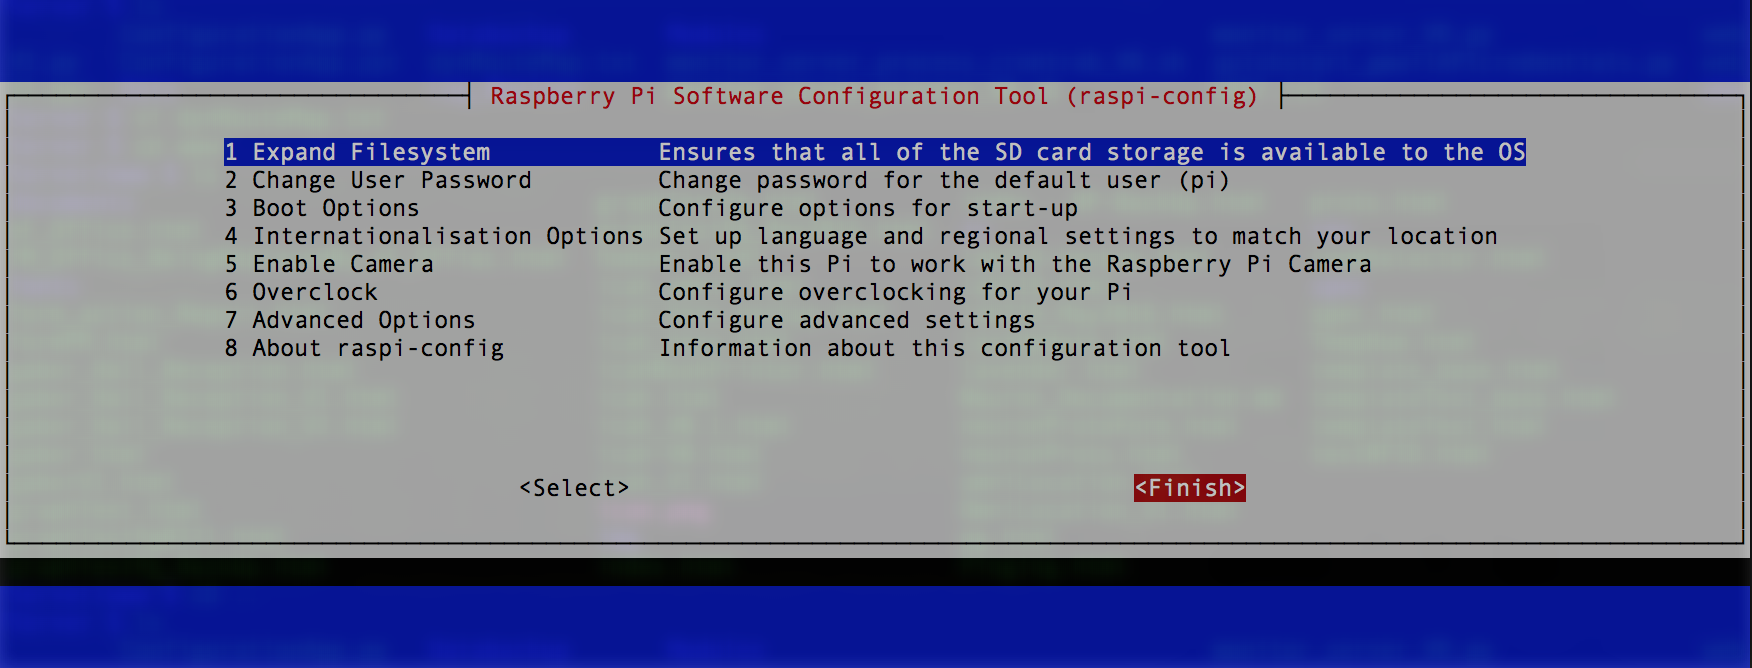 Raspberry Pi Software Configuration Tool (raspi-config)
1 Expand Filesystem Ensures that all of the SD card storage is available to the OS
2 Change User Password Change password for the default user (pi)
3 Boot Options Configure options for start-up
4 Internationalisation Options Set up language and regional settings to match your location
5 Enable Camera Enable this Pi to work with the Raspberry Pi Camera
6 Overclock Configure overclocking for your Pi
7 Advanced Options Configure advanced settings
8 About raspi-config Information about this configuration tool
<Select> <Finish>